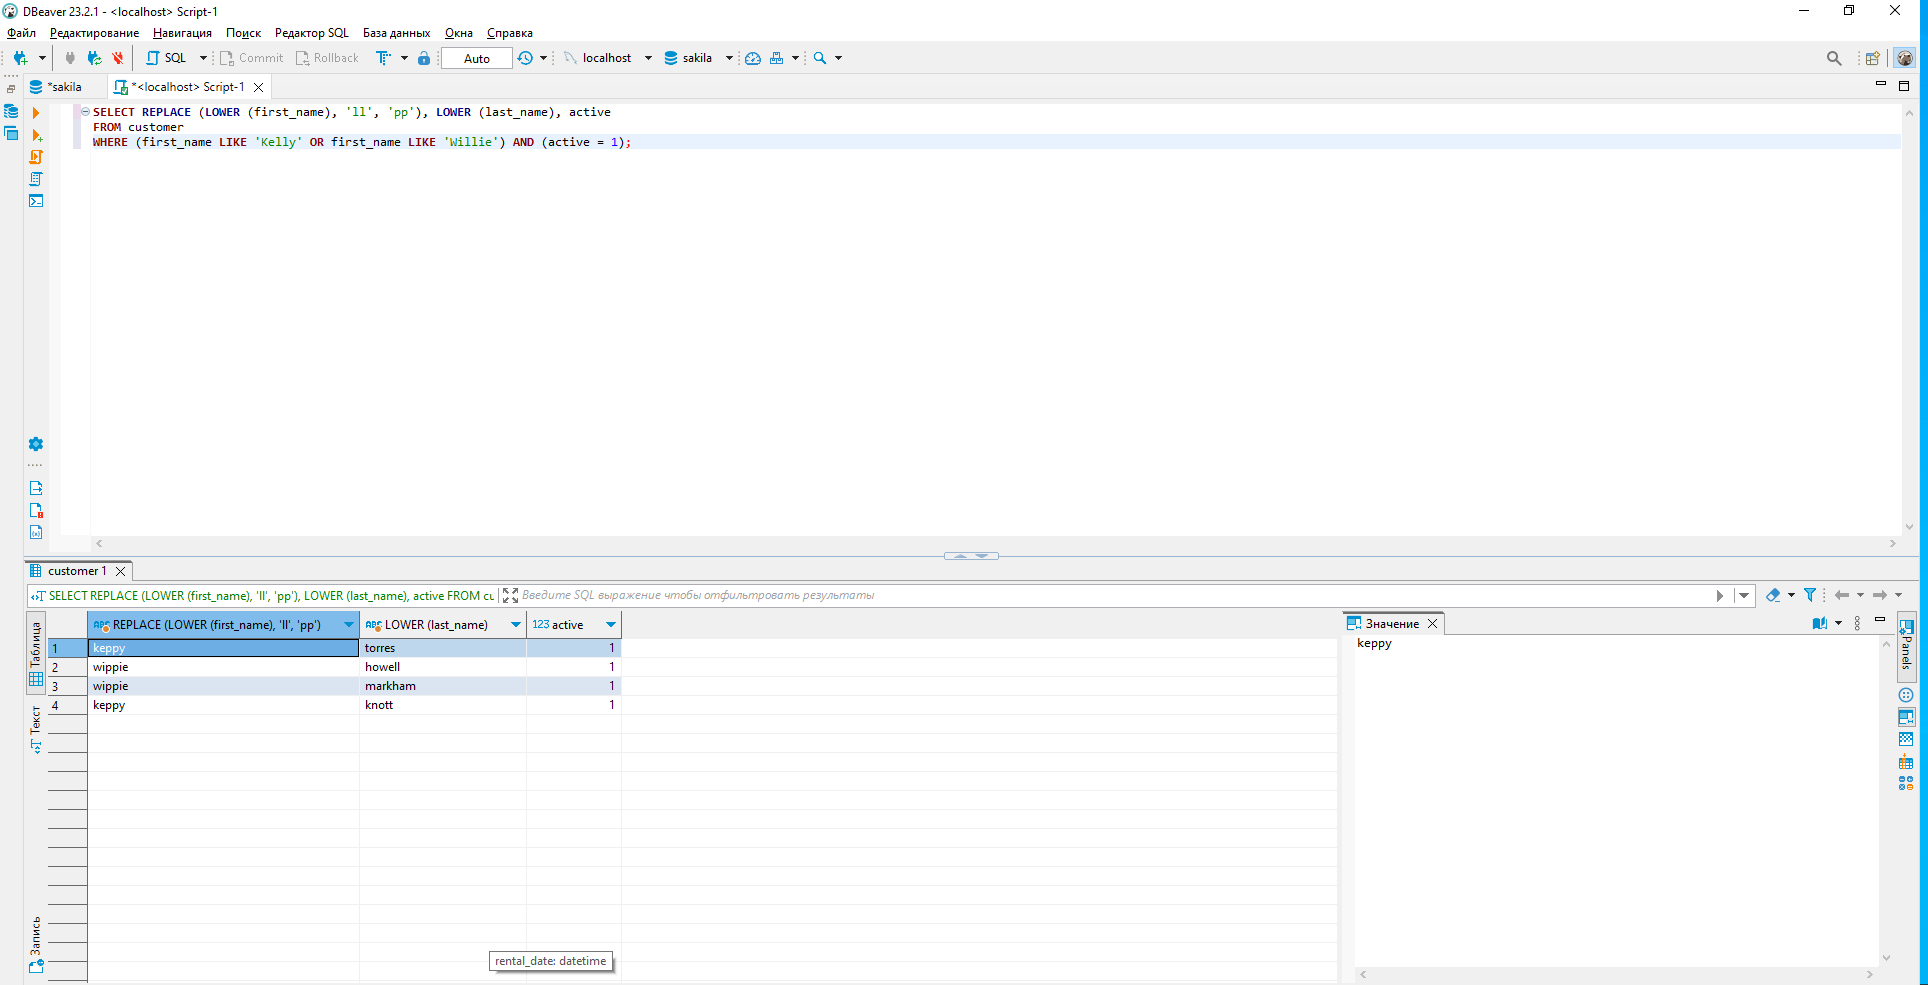 DBeaver 23.2.1 - <localhost> Script-1
Файл Редактирование Навигация Поиск Редактор SQL База данных Окна Справка
SQL Commit Rollback Auto localhost sakila
*sakila *<localhost> Script-1
SELECT REPLACE (LOWER (first_name), 'll', 'pp'), LOWER (last_name), active
FROM customer
WHERE (first_name LIKE 'Kelly' OR first_name LIKE 'Willie') AND (active = 1);
customer 1
SELECT REPLACE (LOWER (first_name), 'll', 'pp'), LOWER (last_name), active FROM cu Введите SQL выражение чтобы отфильтровать результаты
Таблица
Текст
Запись
REPLACE (LOWER (first_name), 'll', 'pp') LOWER (last_name) 123 active
1 keppy torres 1
2 wippie howell 1
3 wippie markham 1
4 keppy knott 1
rental_date: datetime
Значение
keppy
Panels